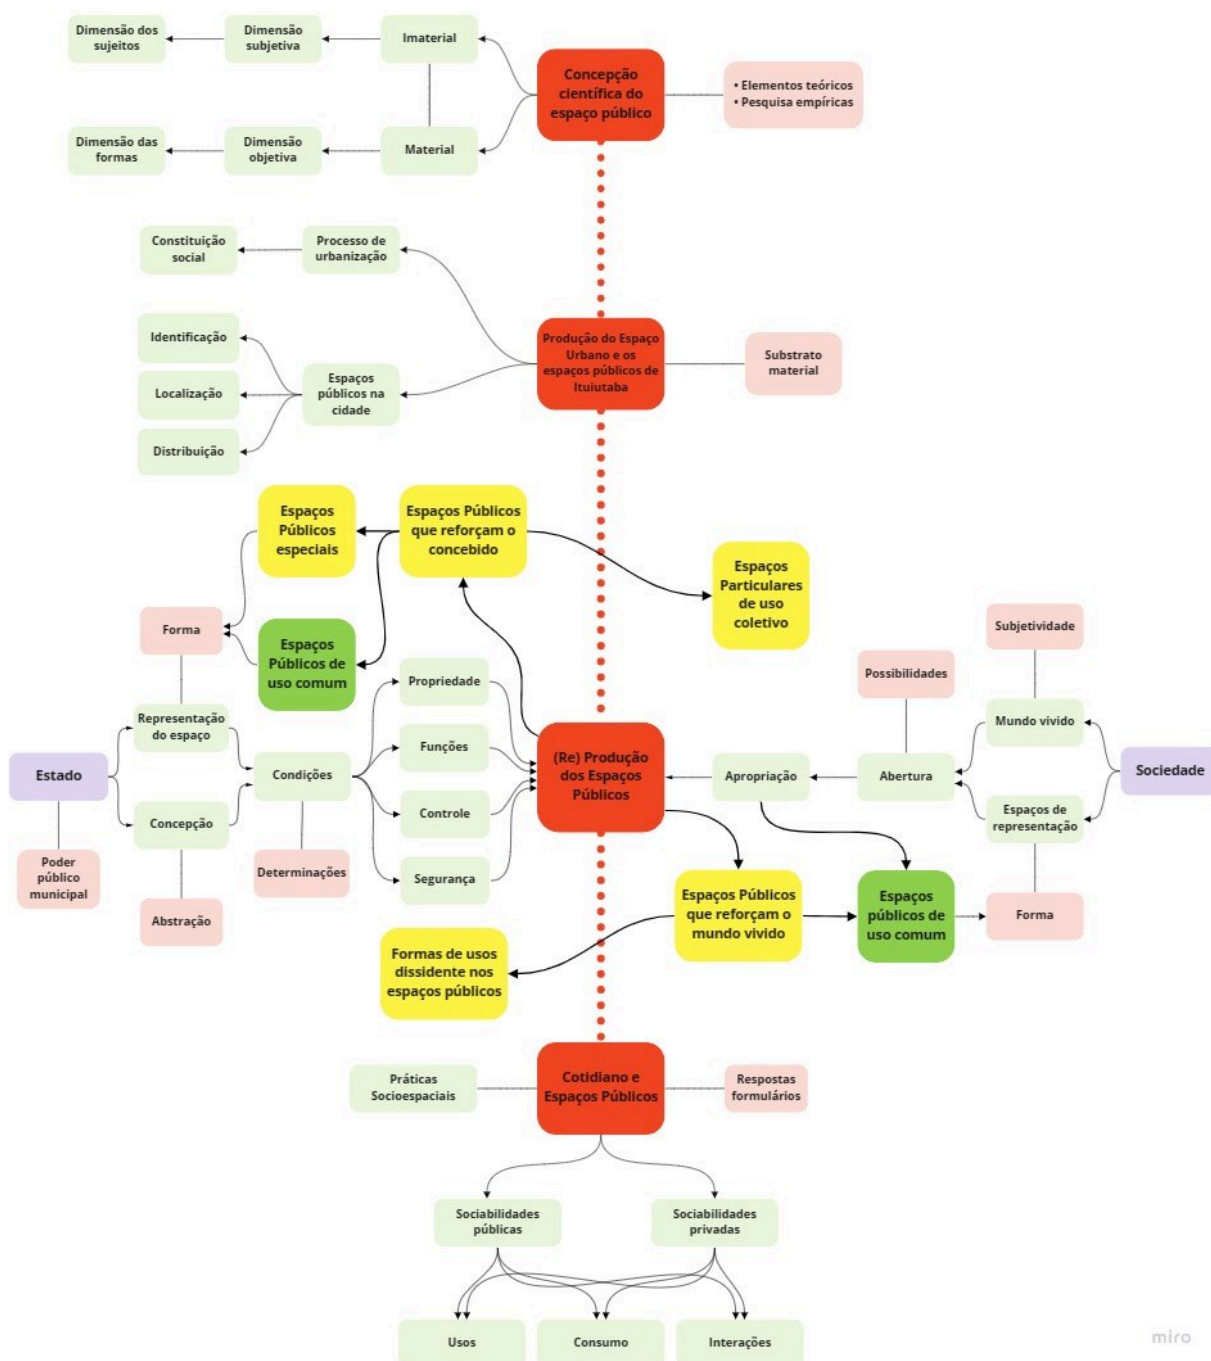 Dimensão dos
sujeitos
Dimensão
subjetiva
Imaterial
Concepção
científica do
espaço público
• Elementos teóricos
• Pesquisa empíricas
Dimensão das
formas
Dimensão
objetiva
Material
Constituição
social
Processo de
urbanização
Identificação
Localização
Distribuição
Espaços
públicos na
cidade
Produção do Espaço
Urbano e os
espaços públicos de
Ituiutaba
Substrato
material
Espaços
Públicos
especiais
Espaços Públicos
que reforçam o
concebido
Espaços
Particulares
de uso
coletivo
Forma
Espaços
Públicos de
uso comum
Subjetividade
Possibilidades
Propriedade
Representação
do espaço
Mundo vivido
Funções
Estado
Condições
(Re) Produção
dos Espaços
Públicos
Apropriação
Abertura
Sociedade
Concepção
Controle
Espaços de
representação
Poder
público
municipal
Determinações
Segurança
Abstração
Espaços Públicos
que reforçam o
mundo vivido
Espaços
públicos de
uso comum
Forma
Formas de usos
dissidente nos
espaços públicos
Práticas
Socioespaciais
Cotidiano e
Espaços Públicos
Respostas
formulários
Sociabilidades
públicas
Sociabilidades
privadas
Usos
Consumo
Interações
miro